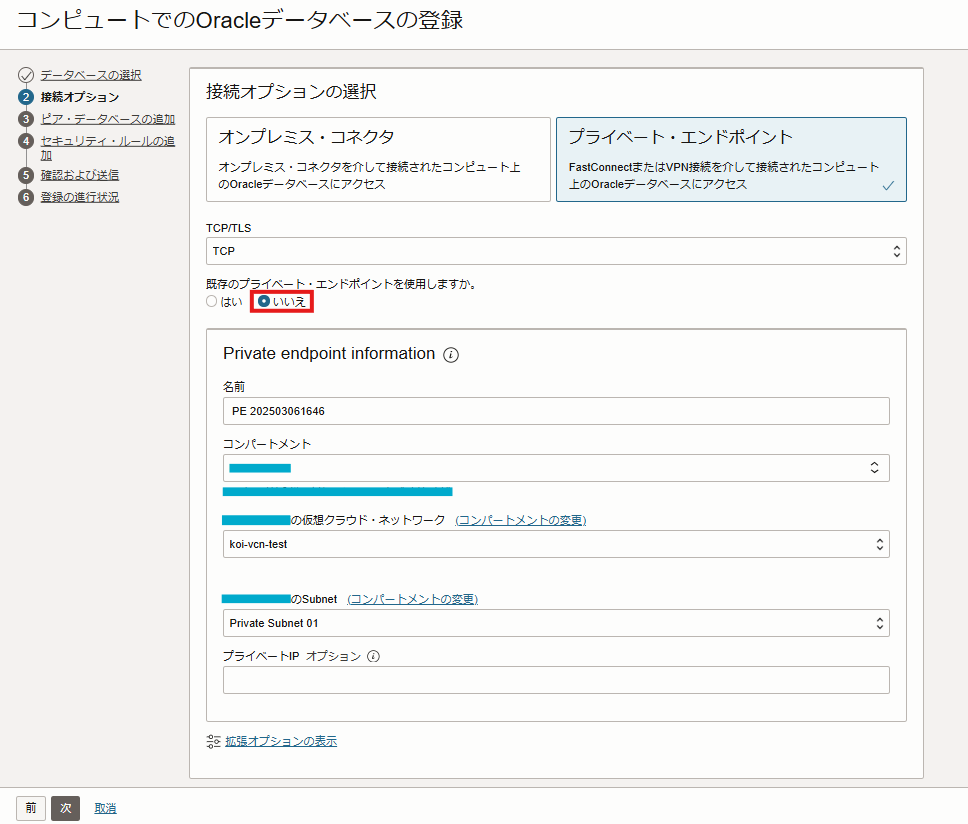 コンピュートでのOracleデータベースの登録
データベースの選択
2 接続オプション
3 ピア・データベースの追加
4 セキュリティ・ルールの追
加
5 確認および送信
6 登録の進行状況
接続オプションの選択
オンプレミス・コネクタ
オンプレミス・コネクタを介して接続されたコンピュート上
のOracleデータベースにアクセス
プライベート・エンドポイント
FastConnectまたはVPN接続を介して接続されたコンピュート
上のOracleデータベースにアクセス
TCP/TLS
TCP
既存のプライベート・エンドポイントを使用しますか。
はい いいえ
Private endpoint information i
名前
PE 202503061646
コンパートメント
の仮想クラウド・ネットワーク (コンパートメントの変更)
koi-vcn-test
のSubnet (コンパートメントの変更)
Private Subnet 01
プライベートIP オプション i
拡張オプションの表示
前 次 取消